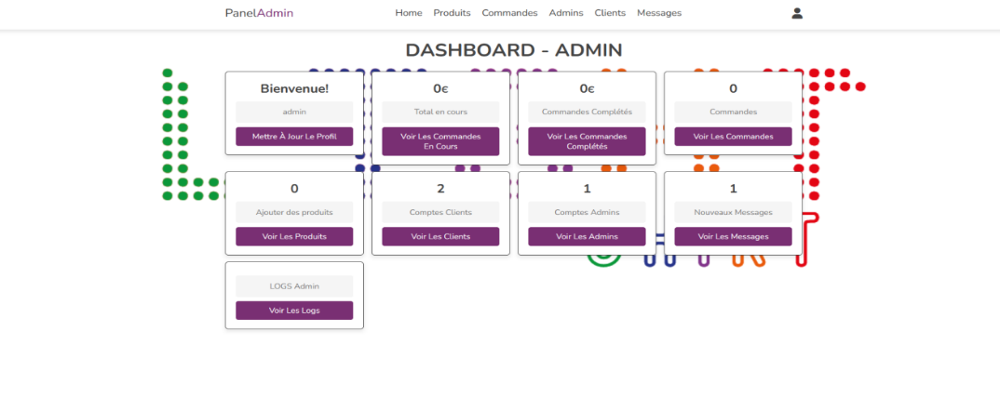 PanelAdmin
Home Produits Commandes Admins Clients Messages
DASHBOARD - ADMIN
Bienvenue!
admin
Mettre À Jour Le Profil
0€
Total en cours
Voir Les Commandes
En Cours
0€
Commandes Complétés
Voir Les Commandes
Complétés
0
Commandes
Voir Les Commandes
0
Ajouter des produits
Voir Les Produits
2
Comptes Clients
Voir Les Clients
1
Comptes Admins
Voir Les Admins
1
Nouveaux Messages
Voir Les Messages
LOGS Admin
Voir Les Logs